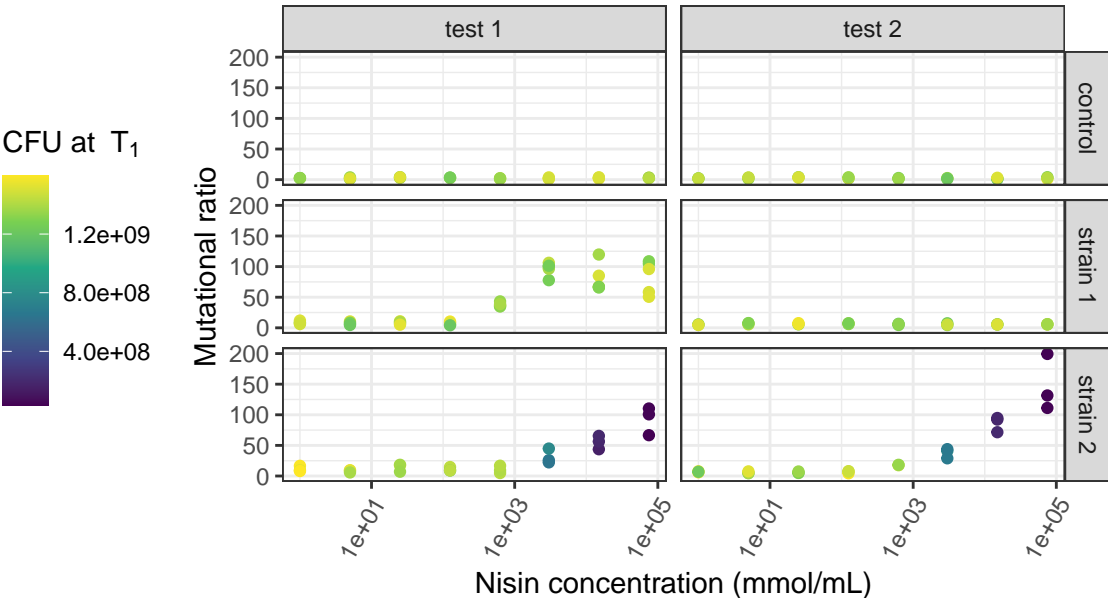 test 1
test 2
CFU at T₁
1.2e+09
8.0e+08
4.0e+08
Mutational ratio
200
150
100
50
0
control
200
150
100
50
0
strain 1
200
150
100
50
0
strain 2
1e+01
1e+03
1e+05
1e+01
1e+03
1e+05
Nisin concentration (mmol/mL)